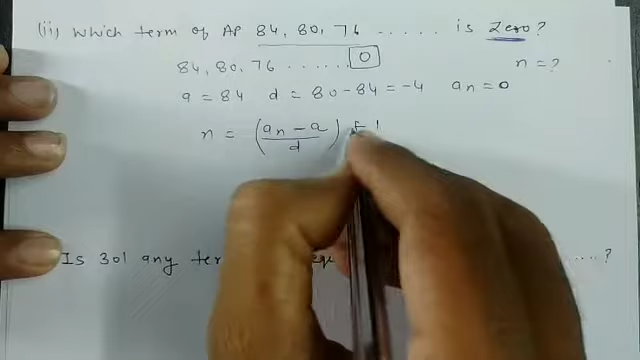 (ii) Which term of AP 84, 80, 76 ..... is Zero?
84, 80, 76 ...... 0 n = ?
a = 84 d = 80 - 84 = -4 an = 0
n = (an - a / d) + 1
Is 301 any ... ?